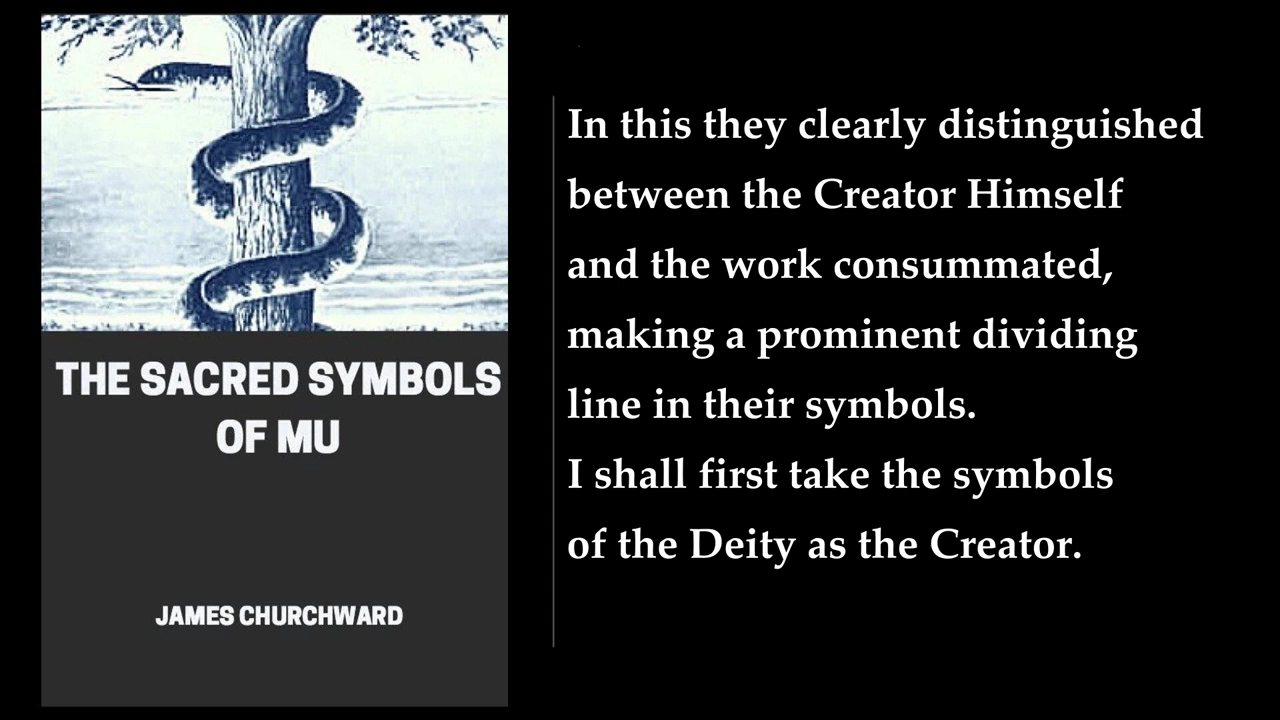 THE SACRED SYMBOLS
OF MU
JAMES CHURCHWARD
In this they clearly distinguished
between the Creator Himself
and the work consummated,
making a prominent dividing
line in their symbols.
I shall first take the symbols
of the Deity as the Creator.